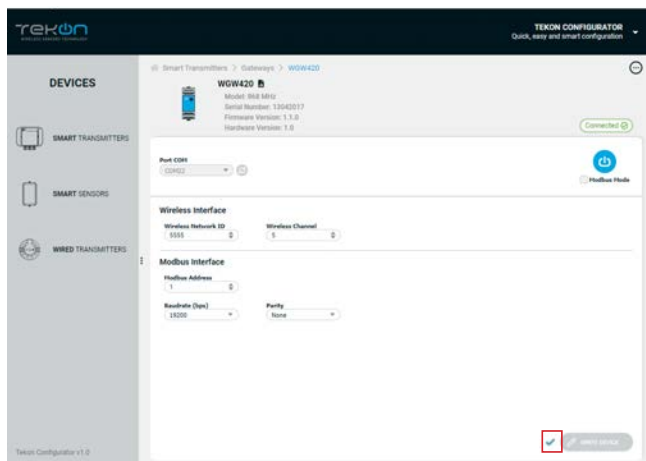 TEKON
TEKON CONFIGURATOR
Quick, easy and smart configuration
DEVICES
SMART TRANSMITTERS
SMART SENSORS
WIRED TRANSMITTERS
Tekon Configurator v1.0
Smart Transmitters > Gateways > WGW420
WGW420
Model: 868 MHz
Serial Number: 13042017
Firmware Version: 1.1.0
Hardware Version: 1.0
Connected
Port COM
COM22
Modbus Mode
Wireless Interface
Wireless Network ID
Wireless Channel
5555
5
Modbus Interface
Modbus Address
1
Baudrate (bps)
Parity
19200
None
WRITE DEVICE